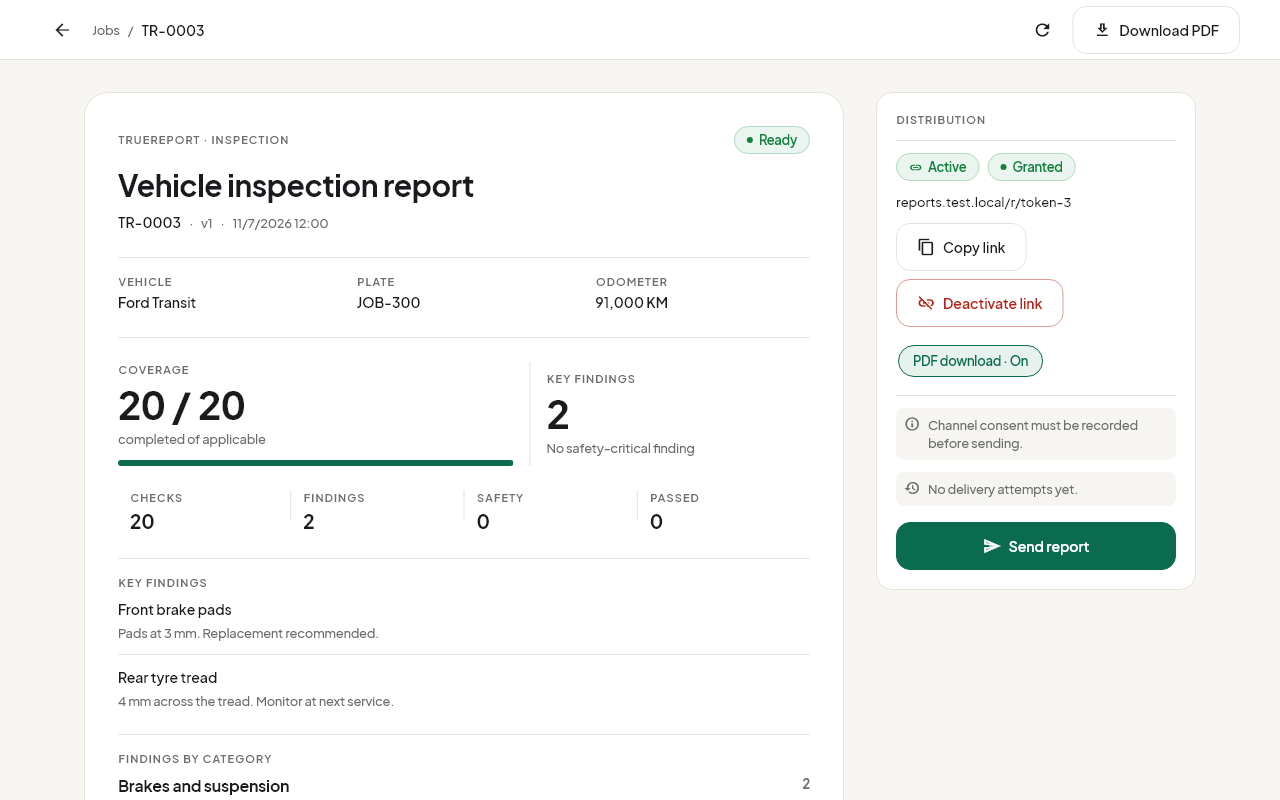 Jobs / TR-0003
Download PDF
TRUEREPORT · INSPECTION
Ready
Vehicle inspection report
TR-0003 · v1 · 11/7/2026 12:00
VEHICLE
Ford Transit
PLATE
JOB-300
ODOMETER
91,000 KM
COVERAGE
20 / 20
completed of applicable
KEY FINDINGS
2
No safety-critical finding
CHECKS
20
FINDINGS
2
SAFETY
0
PASSED
0
KEY FINDINGS
Front brake pads
Pads at 3 mm. Replacement recommended.
Rear tyre tread
4 mm across the tread. Monitor at next service.
FINDINGS BY CATEGORY
Brakes and suspension
2
DISTRIBUTION
Active
Granted
reports.test.local/r/token-3
Copy link
Deactivate link
PDF download · On
Channel consent must be recorded
before sending.
No delivery attempts yet.
Send report